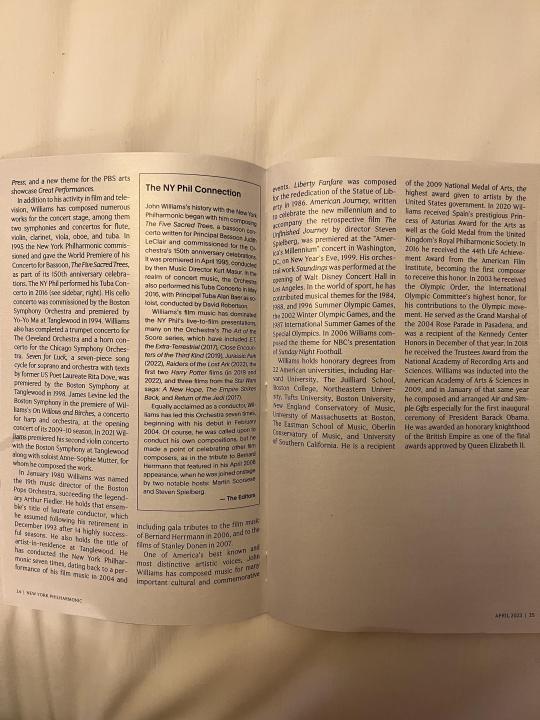 Press, and a new theme for the PBS arts
showcase Great Performances.
In addition to his activity in film and tele-
vision, Williams has composed numerous
works for the concert stage, among them
two symphonies and concertos for flute,
violin, clarinet, viola, oboe, and tuba. In
1995 the New York Philharmonic commis-
sioned and gave the World Premiere of his
Concerto for Bassoon, The Five Sacred Trees,
as part of its 150th anniversary celebra-
tions. The NY Phil performed his Tuba Con-
certo in 2016 (see sidebar, right). His cello
concerto was commissioned by the Boston
Symphony Orchestra and premiered by
Yo-Yo Ma at Tanglewood in 1994. Williams
also has completed a trumpet concerto for
The Cleveland Orchestra and a horn con-
certo for the Chicago Symphony Orches-
tra. Seven for Luck, a seven-piece song
cycle for soprano and orchestra with texts
by former US Poet Laureate Rita Dove, was
premiered by the Boston Symphony at
Tanglewood in 1998. James Levine led the
Boston Symphony in the premiere of Wil-
liams's On Willows and Birches, a concerto
for harp and orchestra, at the opening
concert of its 2009–10 season. In 2021 Wil-
liams premiered his second violin concerto
with the Boston Symphony at Tanglewood
along with soloist Anne-Sophie Mutter, for
whom he composed the work.
In January 1980 Williams was named
the 19th music director of the Boston
Pops Orchestra, succeeding the legend-
ary Arthur Fiedler. He holds that ensem-
ble's title of laureate conductor, which
he assumed following his retirement in
December 1993 after 14 highly success-
ful seasons. He also holds the title of
artist-in-residence at Tanglewood. He
has conducted the New York Philhar-
monic seven times, dating back to a per-
formance of his film music in 2004 and
The NY Phil Connection
John Williams's history with the New York
Philharmonic began with him composing
The Five Sacred Trees, a bassoon con-
certo written for Principal Bassoon Judith
LeClair and commissioned for the Or-
chestra's 150th anniversary celebrations.
It was premiered in April 1995, conducted
by then Music Director Kurt Masur. In the
realm of concert music, the Orchestra
also performed his Tuba Concerto in May
2016, with Principal Tuba Alan Baer as so-
loist, conducted by David Robertson.
Williams's film music has dominated
the NY Phil's live-to-film presentations,
many on the Orchestra's The Art of the
Score series, which have included E.T.
the Extra-Terrestrial (2017), Close Encoun-
ters of the Third Kind (2019), Jurassic Park
(2022), Raiders of the Lost Ark (2022), the
first two Harry Potter films (in 2018 and
2022), and three films from the Star Wars
saga: A New Hope, The Empire Strikes
Back, and Return of the Jedi (2017).
Equally acclaimed as a conductor, Wil-
liams has led this Orchestra seven times,
beginning with his debut in February
2004. Of course, he was called upon to
conduct his own compositions, but he
made a point of celebrating other film
composers, as in the tribute to Bernard
Herrmann that featured in his April 2006
appearance, when he was joined onstage
by two notable hosts: Martin Scorsese
and Steven Spielberg.
— The Editors
including gala tributes to the film music
of Bernard Herrmann in 2006, and to the
films of Stanley Donen in 2007.
One of America's best known and
most distinctive artistic voices, John
Williams has composed music for many
important cultural and commemorative
14 | NEW YORK PHILHARMONIC
events. Liberty Fanfare was composed
for the rededication of the Statue of Lib-
erty in 1986. American Journey, written
to celebrate the new millennium and to
accompany the retrospective film The
Unfinished Journey by director Steven
Spielberg, was premiered at the "Amer-
ica's Millennium" concert in Washington,
DC, on New Year's Eve, 1999. His orches-
tral work Soundings was performed at the
opening of Walt Disney Concert Hall in
Los Angeles. In the world of sport, he has
contributed musical themes for the 1984,
1988, and 1996 Summer Olympic Games,
the 2002 Winter Olympic Games, and the
1987 International Summer Games of the
Special Olympics. In 2006 Williams com-
posed the theme for NBC's presentation
of Sunday Night Football.
Williams holds honorary degrees from
22 American universities, including Har-
vard University, The Juilliard School,
Boston College, Northeastern Univer-
sity, Tufts University, Boston University,
New England Conservatory of Music,
University of Massachusetts at Boston,
The Eastman School of Music, Oberlin
Conservatory of Music, and University
of Southern California. He is a recipient
of the 2009 National Medal of Arts, the
highest award given to artists by the
United States government. In 2020 Wil-
liams received Spain's prestigious Prin-
cess of Asturias Award for the Arts as
well as the Gold Medal from the United
Kingdom's Royal Philharmonic Society. In
2016 he received the 44th Life Achieve-
ment Award from the American Film
Institute, becoming the first composer
to receive this honor. In 2003 he received
the Olympic Order, the International
Olympic Committee's highest honor, for
his contributions to the Olympic move-
ment. He served as the Grand Marshal of
the 2004 Rose Parade in Pasadena, and
was a recipient of the Kennedy Center
Honors in December of that year. In 2018
he received the Trustees Award from the
National Academy of Recording Arts and
Sciences. Williams was inducted into the
American Academy of Arts & Sciences in
2009, and in January of that same year
he composed and arranged Air and Sim-
ple Gifts especially for the first inaugural
ceremony of President Barack Obama.
He was awarded an honorary knighthood
of the British Empire as one of the final
awards approved by Queen Elizabeth II.
APRIL 2023 | 15